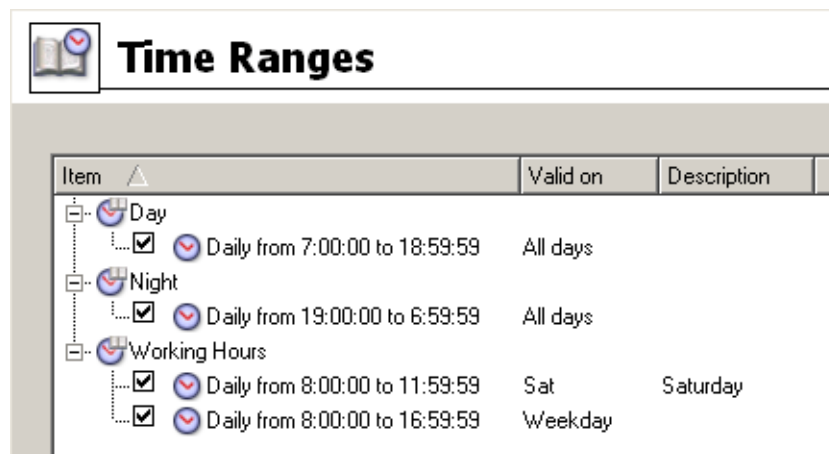 Time Ranges
Item Valid on Description
Day
Daily from 7:00:00 to 18:59:59 All days
Night
Daily from 19:00:00 to 6:59:59 All days
Working Hours
Daily from 8:00:00 to 11:59:59 Sat Saturday
Daily from 8:00:00 to 16:59:59 Weekday